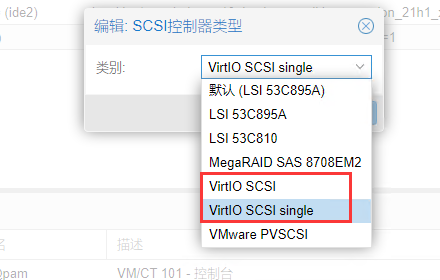 (ide2)
on_21h1_
编辑: SCSI控制器类型
=1
类别:
VirtIO SCSI single
默认 (LSI 53C895A)
LSI 53C895A
LSI 53C810
MegaRAID SAS 8708EM2
VirtIO SCSI
VirtIO SCSI single
VMware PVSCSI
名
描述
@pam
VM/CT 101 - 控制台